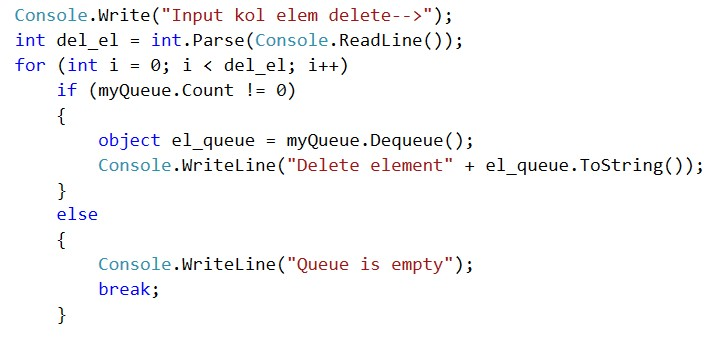 Console.Write("Input kol elem delete-->");
int del_el = int.Parse(Console.ReadLine());
for (int i = 0; i < del_el; i++)
    if (myQueue.Count != 0)
    {
        object el_queue = myQueue.Dequeue();
        Console.WriteLine("Delete element" + el_queue.ToString());
    }
    else
    {
        Console.WriteLine("Queue is empty");
        break;
    }